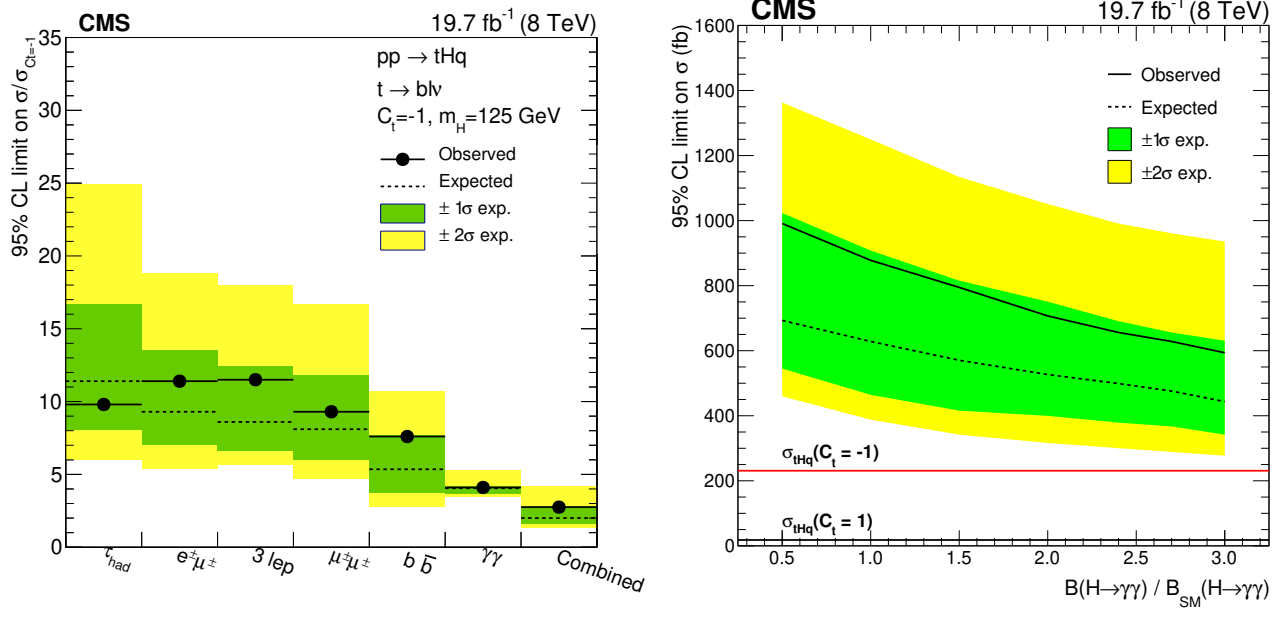 CMS 19.7 fb⁻¹ (8 TeV)
95% CL limit on σ/σ_Ct=-1
35
30
25
20
15
10
5
0
pp → tHq
t → blν
C_t=-1, m_H=125 GeV
Observed
Expected
± 1σ exp.
± 2σ exp.
τ_had e±μ± 3 lep μ±μ± b b̅ γγ Combined
CMS 19.7 fb⁻¹ (8 TeV)
95% CL limit on σ (fb)
1600
1400
1200
1000
800
600
400
200
0
Observed
Expected
±1σ exp.
±2σ exp.
σ_tHq(C_t = -1)
σ_tHq(C_t = 1)
0.5 1.0 1.5 2.0 2.5 3.0
B(H→γγ) / B_SM(H→γγ)